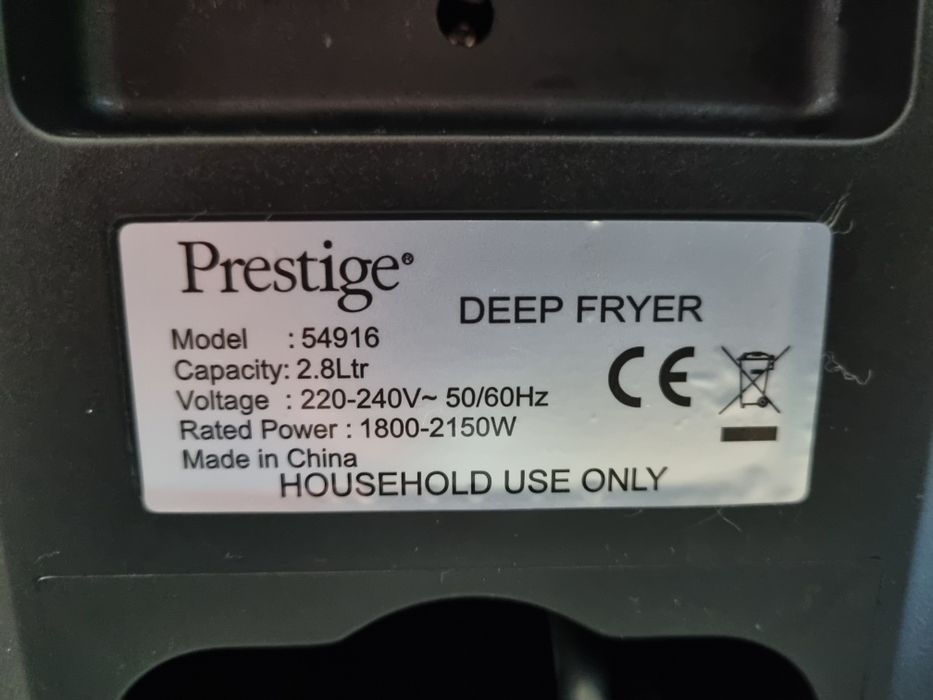 Prestige®
DEEP FRYER
Model : 54916
Capacity: 2.8Ltr
Voltage : 220-240V~ 50/60Hz
Rated Power : 1800-2150W
Made in China
HOUSEHOLD USE ONLY
CE